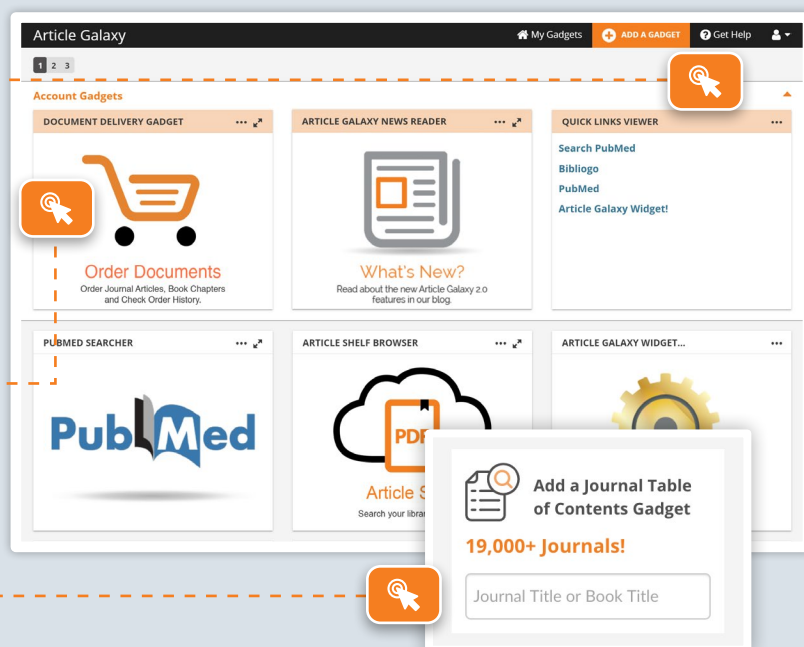 Article Galaxy
My Gadgets
ADD A GADGET
Get Help
1 2 3
Account Gadgets
DOCUMENT DELIVERY GADGET
Order Documents
Order Journal Articles, Book Chapters
and Check Order History.
ARTICLE GALAXY NEWS READER
What's New?
Read about the new Article Galaxy 2.0
features in our blog.
QUICK LINKS VIEWER
Search PubMed
Bibliogo
PubMed
Article Galaxy Widget!
PUBMED SEARCHER
PubMed
ARTICLE SHELF BROWSER
PDF
Article S
Search your librar
ARTICLE GALAXY WIDGET...
Add a Journal Table
of Contents Gadget
19,000+ Journals!
Journal Title or Book Title